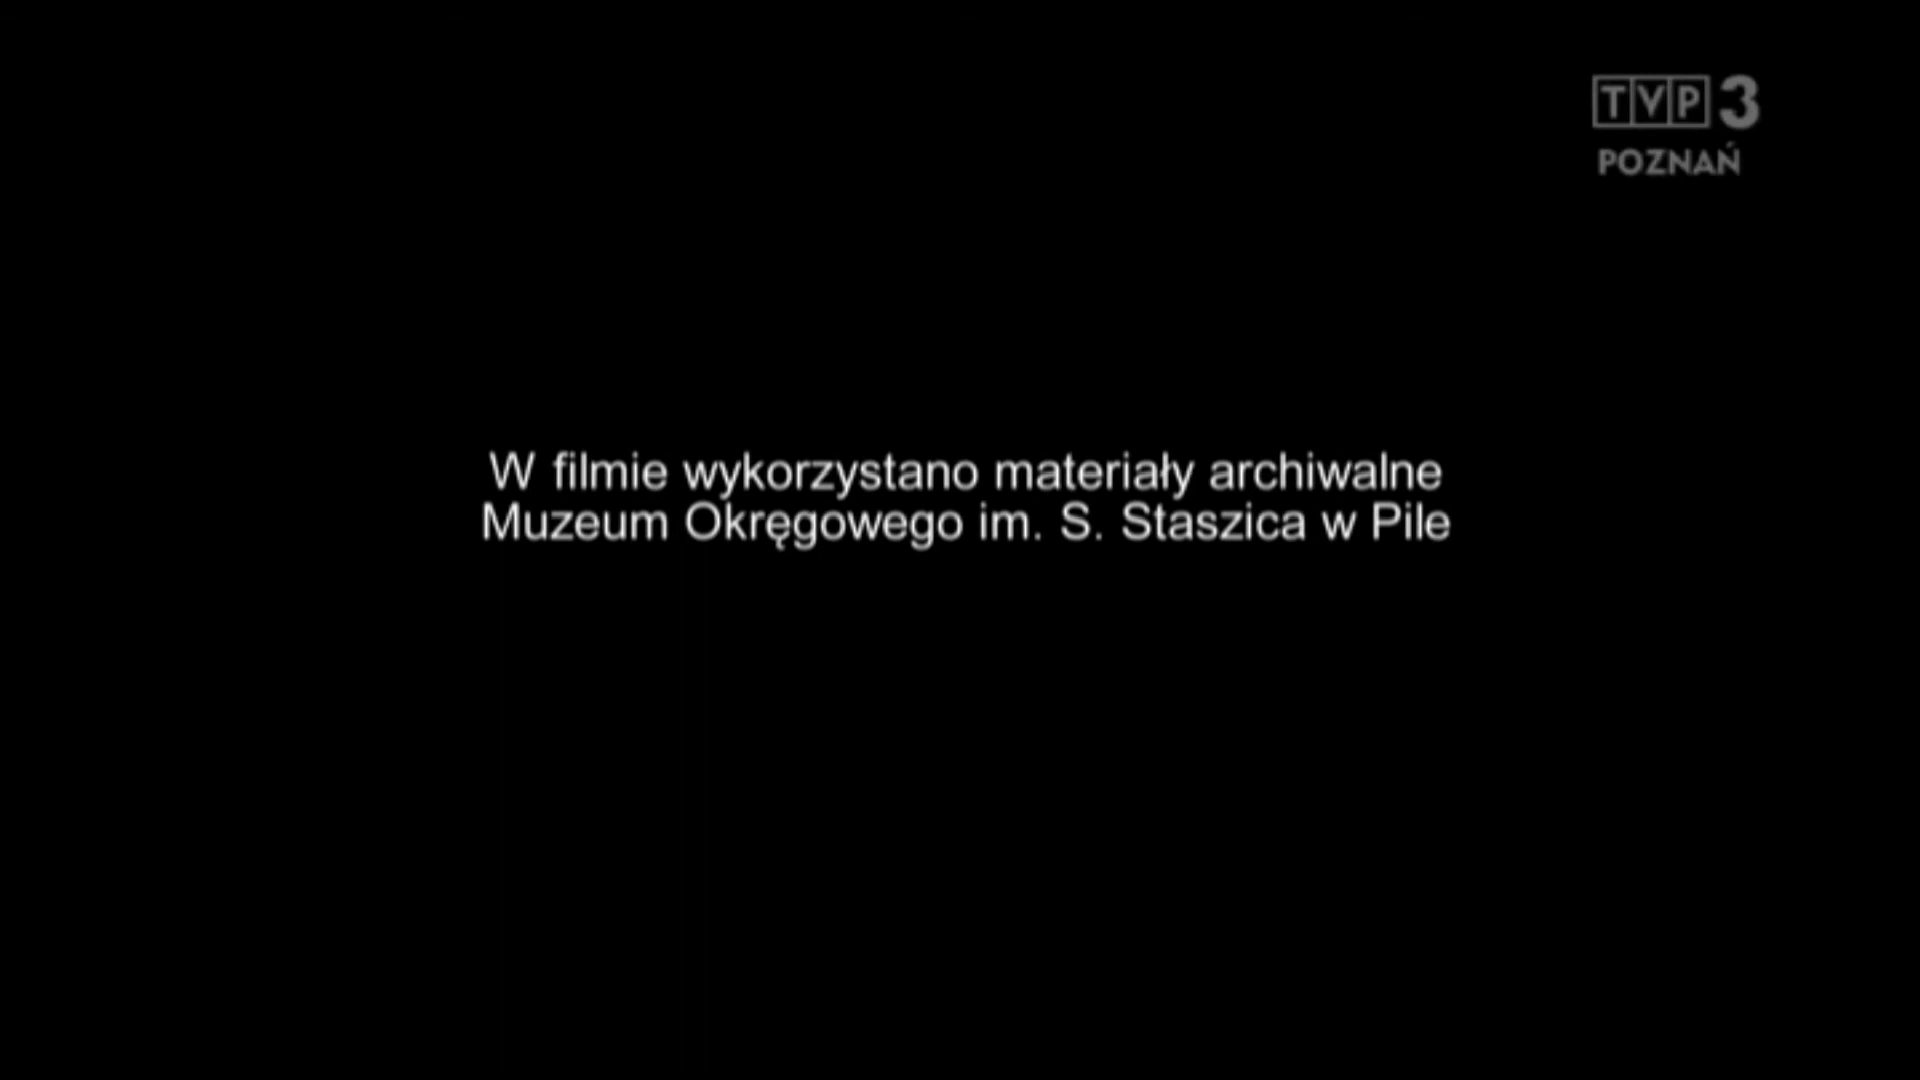 TVP3
POZNAŃ
W filmie wykorzystano materiały archiwalne
Muzeum Okręgowego im. S. Staszica w Pile